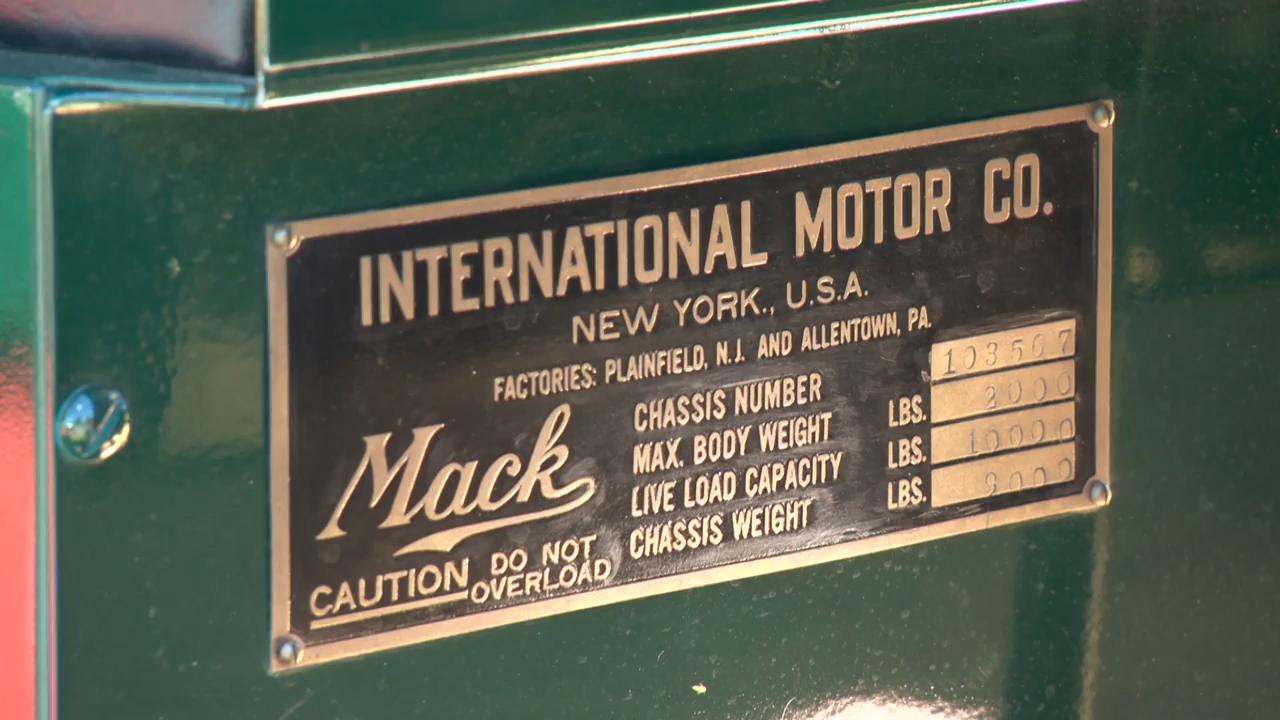 INTERNATIONAL MOTOR CO.
NEW YORK., U.S.A.
FACTORIES: PLAINFIELD, N.J. AND ALLENTOWN, PA.
Mack
CAUTION DO NOT OVERLOAD
CHASSIS NUMBER 103507
MAX. BODY WEIGHT LBS. 2000
LIVE LOAD CAPACITY LBS. 10000
CHASSIS WEIGHT LBS. 9000